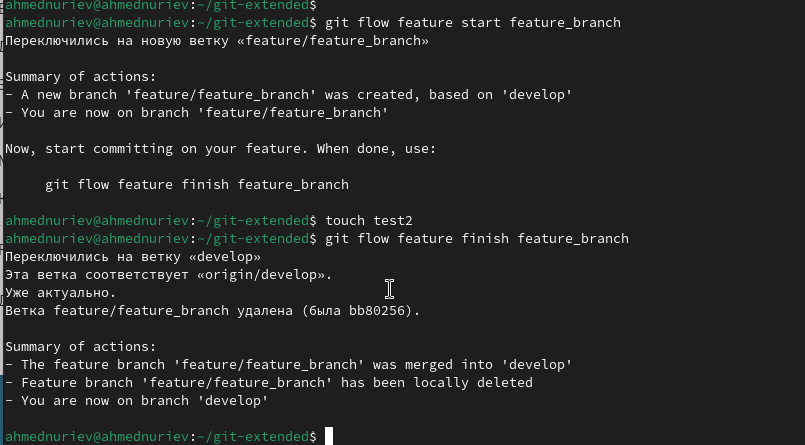 ahmednuriev@ahmednuriev:~/git-extended$
ahmednuriev@ahmednuriev:~/git-extended$ git flow feature start feature_branch
Переключились на новую ветку «feature/feature_branch»
Summary of actions:
- A new branch 'feature/feature_branch' was created, based on 'develop'
- You are now on branch 'feature/feature_branch'
Now, start committing on your feature. When done, use:
git flow feature finish feature_branch
ahmednuriev@ahmednuriev:~/git-extended$ touch test2
ahmednuriev@ahmednuriev:~/git-extended$ git flow feature finish feature_branch
Переключились на ветку «develop»
Эта ветка соответствует «origin/develop».
Уже актуально.
Ветка feature/feature_branch удалена (была bb80256).
Summary of actions:
- The feature branch 'feature/feature_branch' was merged into 'develop'
- Feature branch 'feature/feature_branch' has been locally deleted
- You are now on branch 'develop'
ahmednuriev@ahmednuriev:~/git-extended$